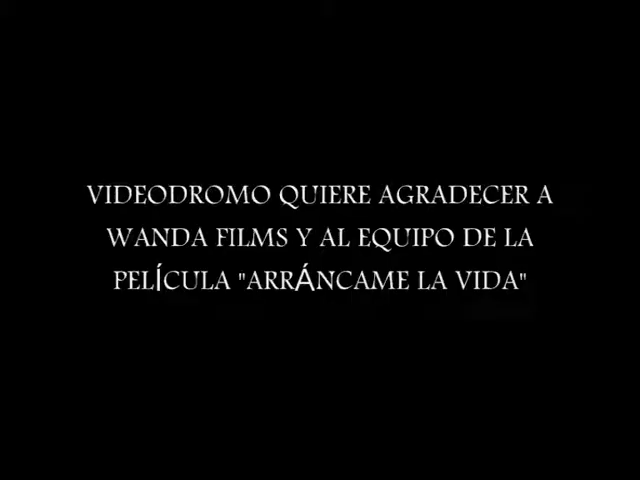 VIDEODROMO QUIERE AGRADECER A
WANDA FILMS Y AL EQUIPO DE LA
PELÍCULA "ARRÁNCAME LA VIDA"